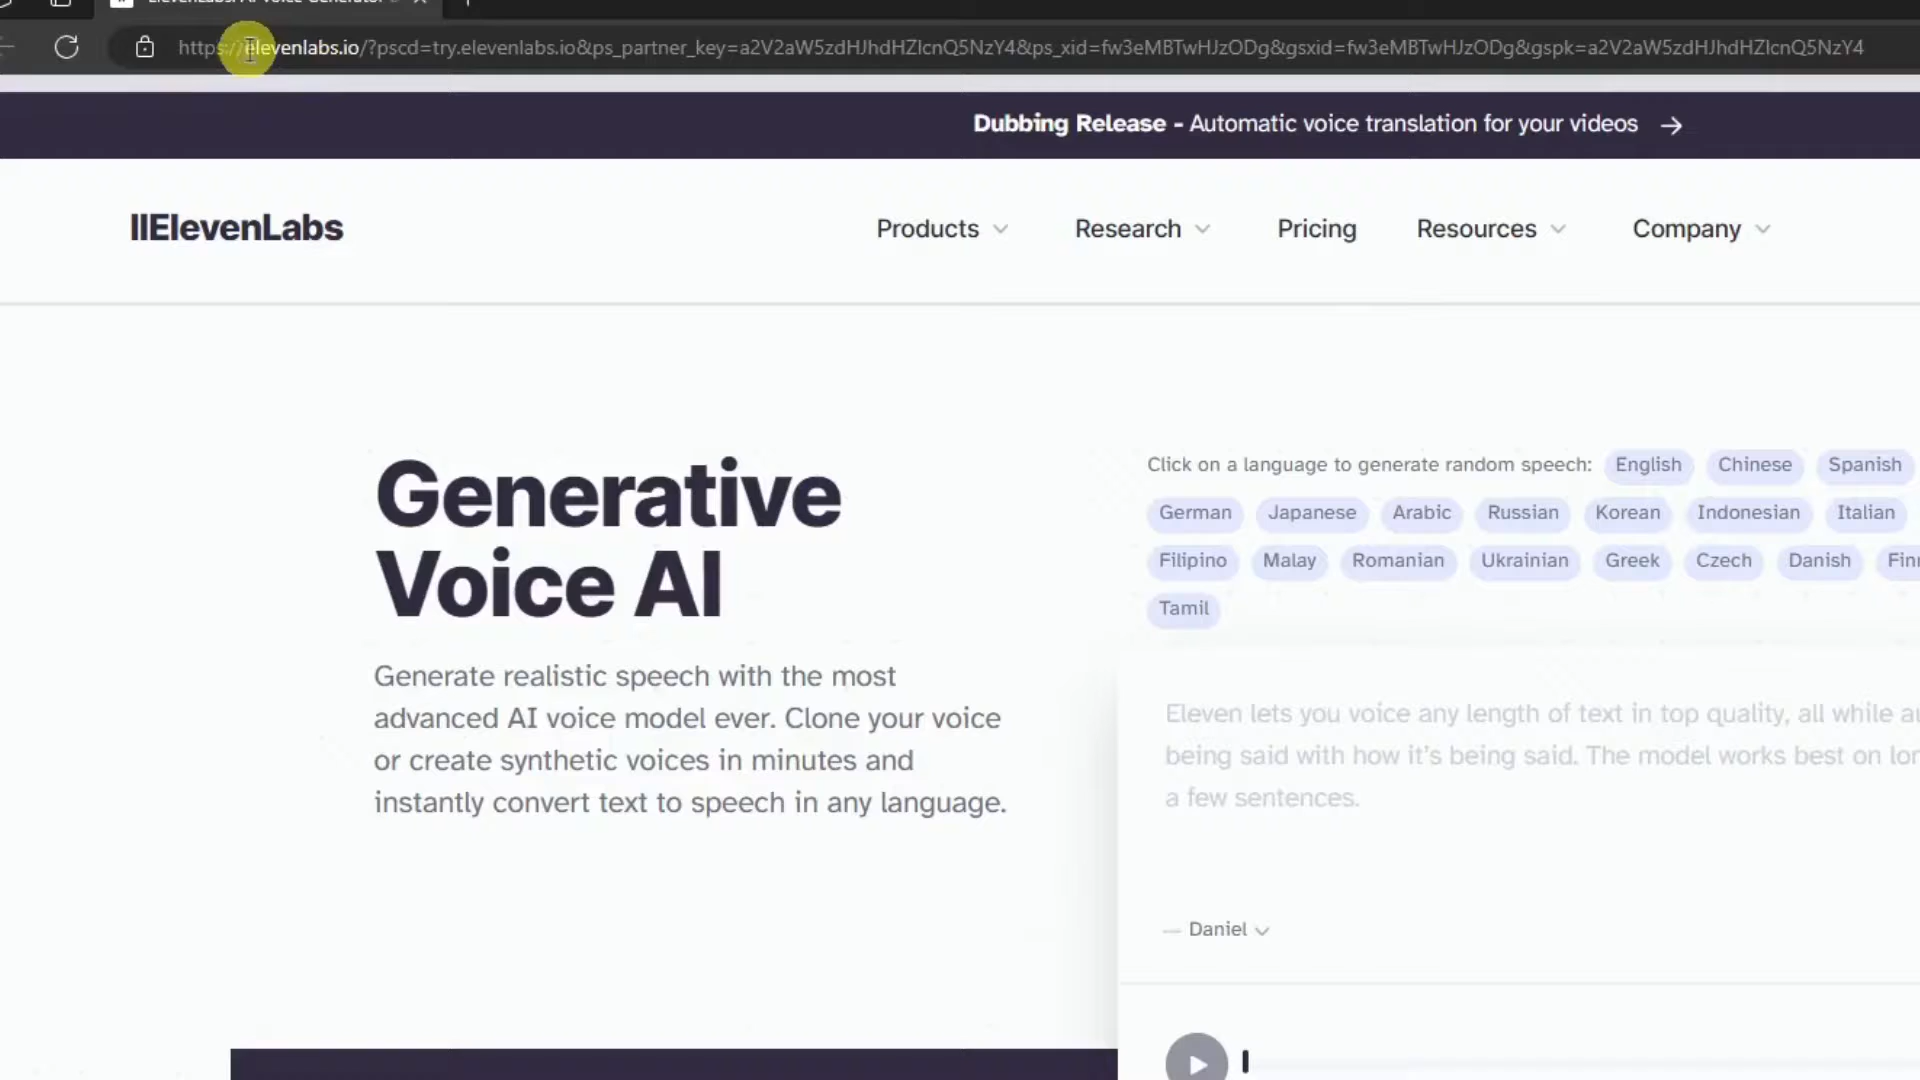 https://elevenlabs.io/?pscd=try.elevenlabs.io&ps_partner_key=a2V2aW5zdHJhdHZlcnQ5NzY4&ps_xid=fw3eMBTwHJzODg&gsxid=fw3eMBTwHJzODg&gspk=a2V2aW5zdHJhdHZlcnQ5NzY4
Dubbing Release - Automatic voice translation for your videos →
IIElevenLabs
Products Research Pricing Resources Company
Generative
Voice AI
Generate realistic speech with the most
advanced AI voice model ever. Clone your voice
or create synthetic voices in minutes and
instantly convert text to speech in any language.
Click on a language to generate random speech: English Chinese Spanish
German Japanese Arabic Russian Korean Indonesian Italian
Filipino Malay Romanian Ukrainian Greek Czech Danish
Tamil
Eleven lets you voice any length of text in top quality, all while
being said with how it's being said. The model works best on
a few sentences.
— Daniel